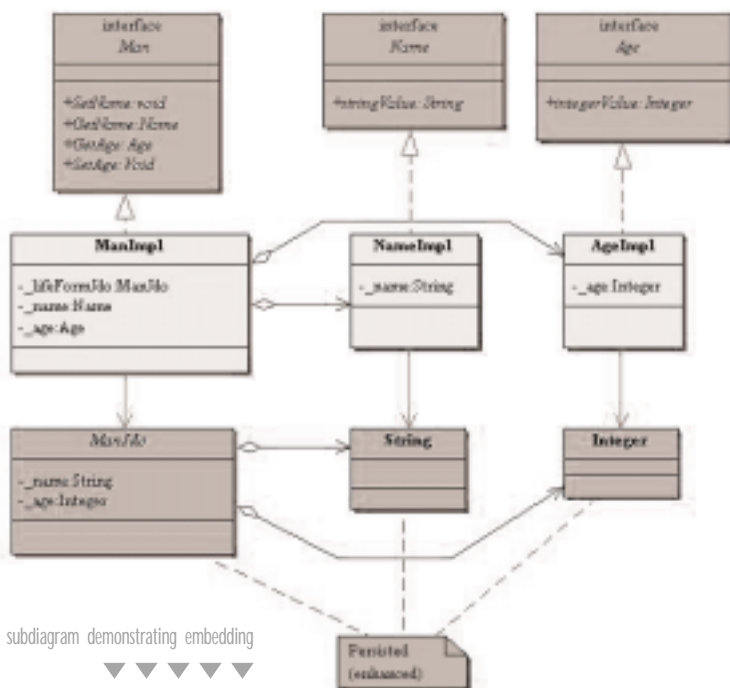 interface
Man
+SetName:void
+GetName:Name
+GetAge:Age
+SetAge:Void
interface
Name
+stringValue:String
interface
Age
+integerValue:Integer
ManImpl
-_lifeFormJdo:ManJdo
-_name:Name
-_age:Age
NameImpl
-_name:String
AgeImpl
-_age:Integer
ManJdo
-_name:String
-_age:Integer
String
Integer
subdiagram demonstrating embedding
Persisted
(enhanced)